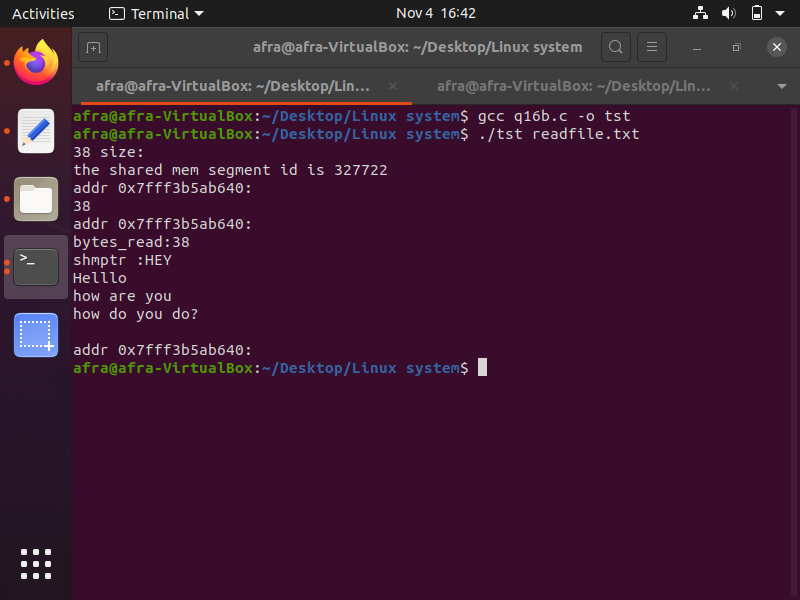 Activities
Terminal
Nov 4 16:42
afra@afra-VirtualBox: ~/Desktop/Linux system
afra@afra-VirtualBox: ~/Desktop/Lin...
afra@afra-VirtualBox: ~/Desktop/Lin...
afra@afra-VirtualBox:~/Desktop/Linux system$ gcc q16b.c -o tst
afra@afra-VirtualBox:~/Desktop/Linux system$ ./tst readfile.txt
38 size:
the shared mem segment id is 327722
addr 0x7fff3b5ab640:
38
addr 0x7fff3b5ab640:
bytes_read:38
shmptr :HEY
Helllo
how are you
how do you do?
addr 0x7fff3b5ab640:
afra@afra-VirtualBox:~/Desktop/Linux system$